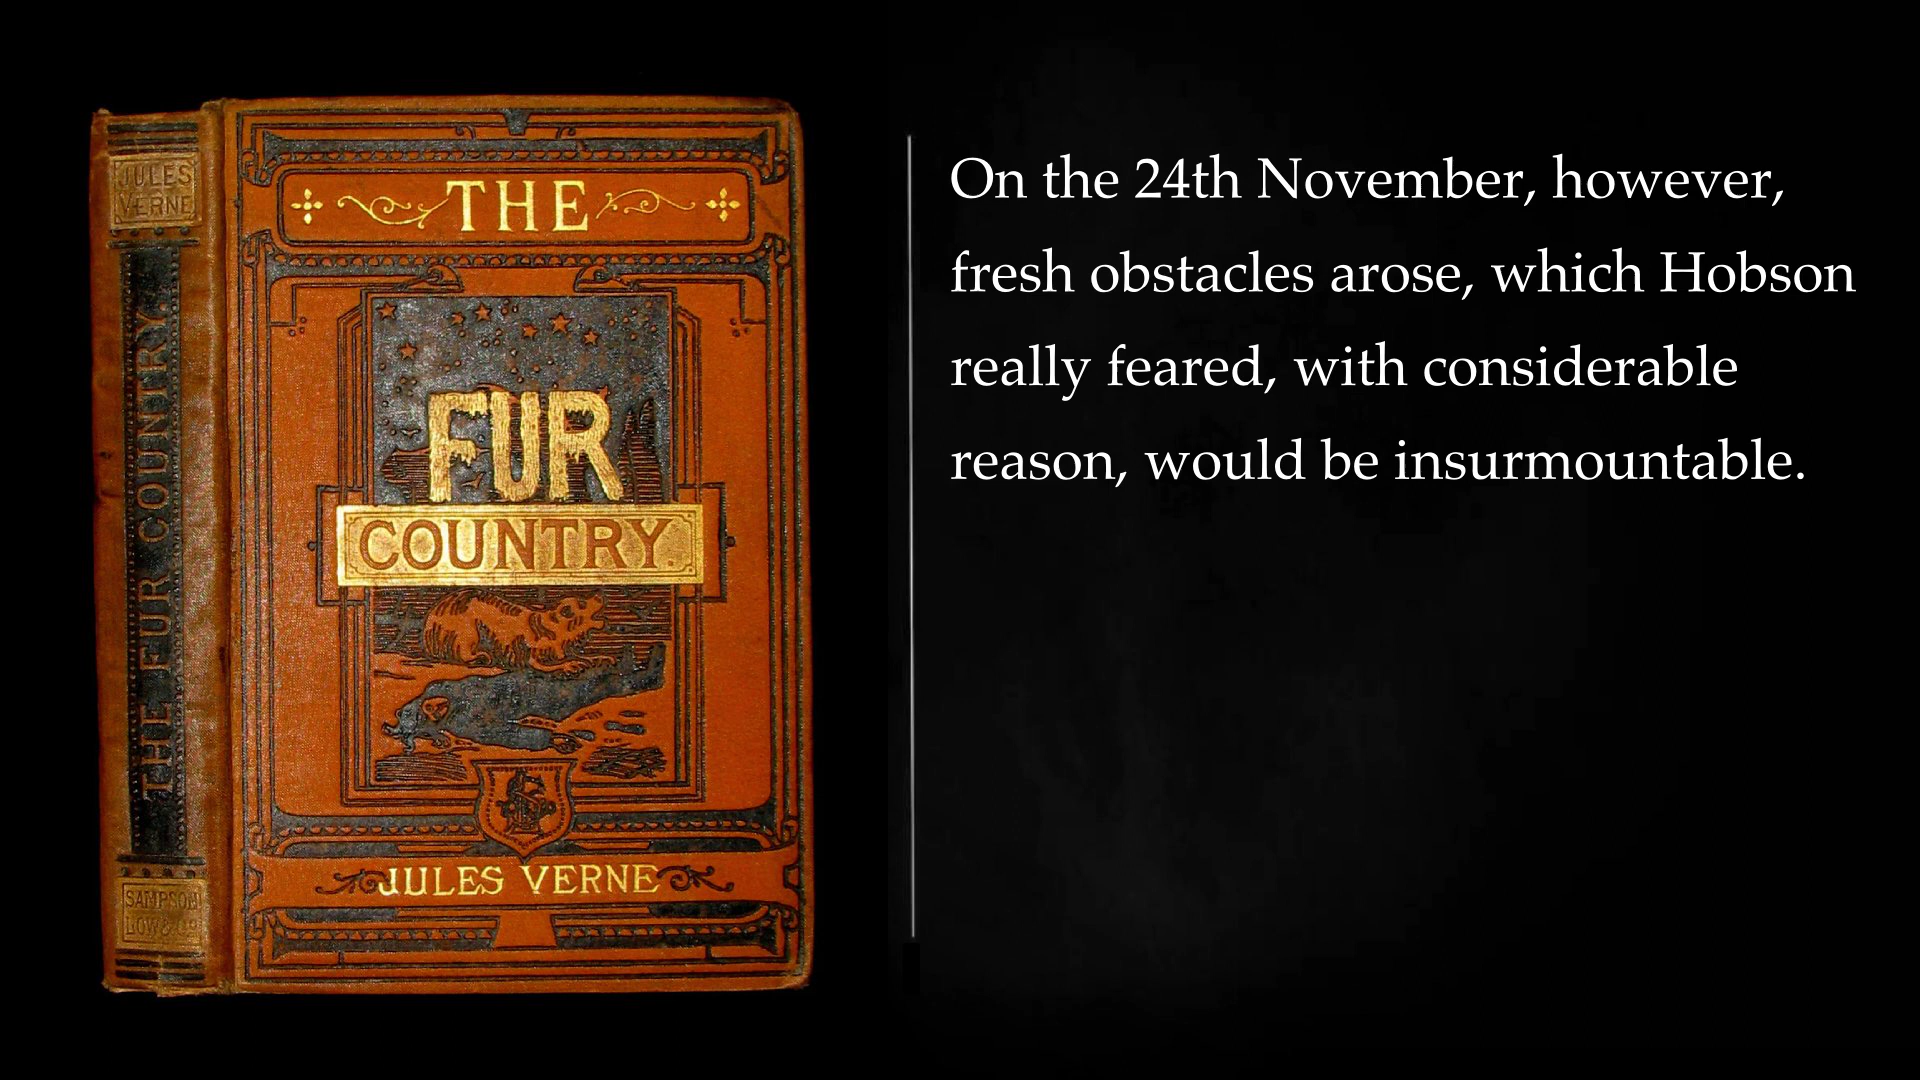 JULES
VERNE
THE FUR COUNTRY.
SAMPSON
LOW & Co
THE
FUR
COUNTRY.
JULES VERNE
On the 24th November, however,
fresh obstacles arose, which Hobson
really feared, with considerable
reason, would be insurmountable.